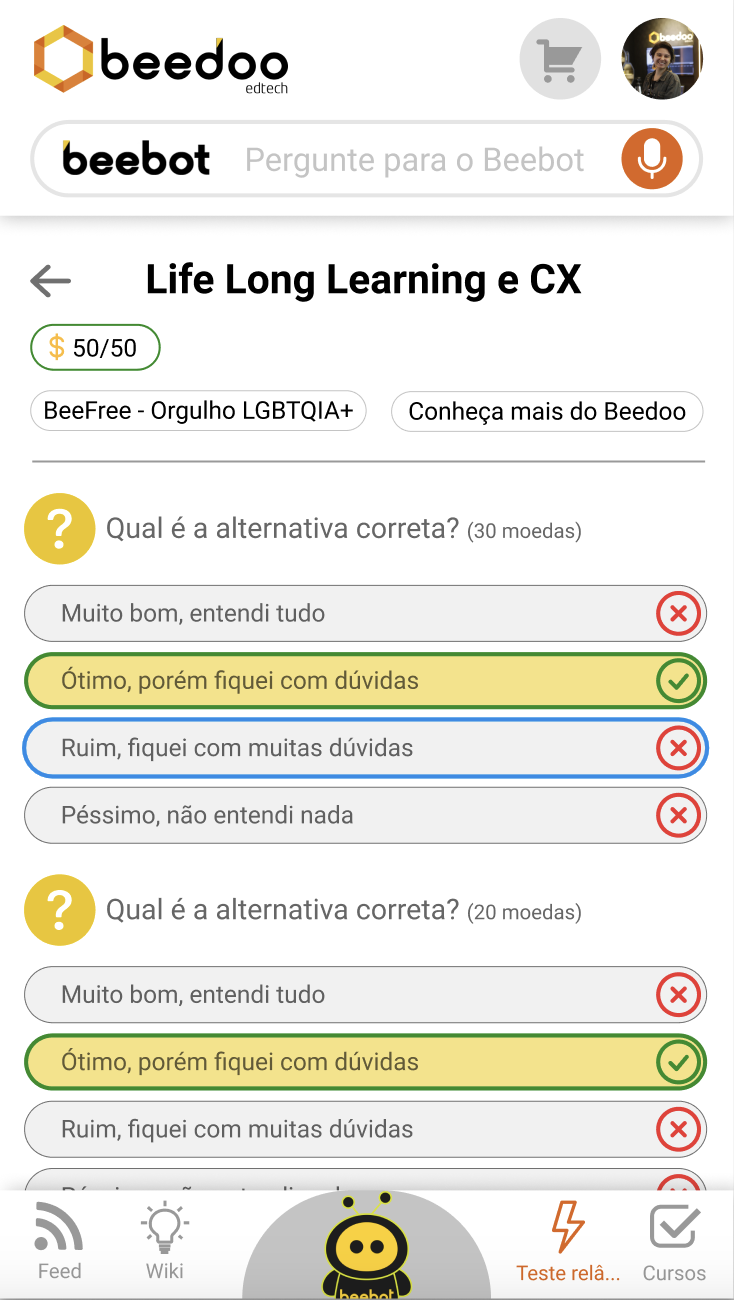 beedoo
edtech
beedoo
beebot Pergunte para o Beebot
Life Long Learning e CX
$ 50/50
BeeFree - Orgulho LGBTQIA+ Conheça mais do Beedoo
? Qual é a alternativa correta? (30 moedas)
Muito bom, entendi tudo
Ótimo, porém fiquei com dúvidas
Ruim, fiquei com muitas dúvidas
Péssimo, não entendi nada
? Qual é a alternativa correta? (20 moedas)
Muito bom, entendi tudo
Ótimo, porém fiquei com dúvidas
Ruim, fiquei com muitas dúvidas
Feed Wiki beebot Teste relâ... Cursos